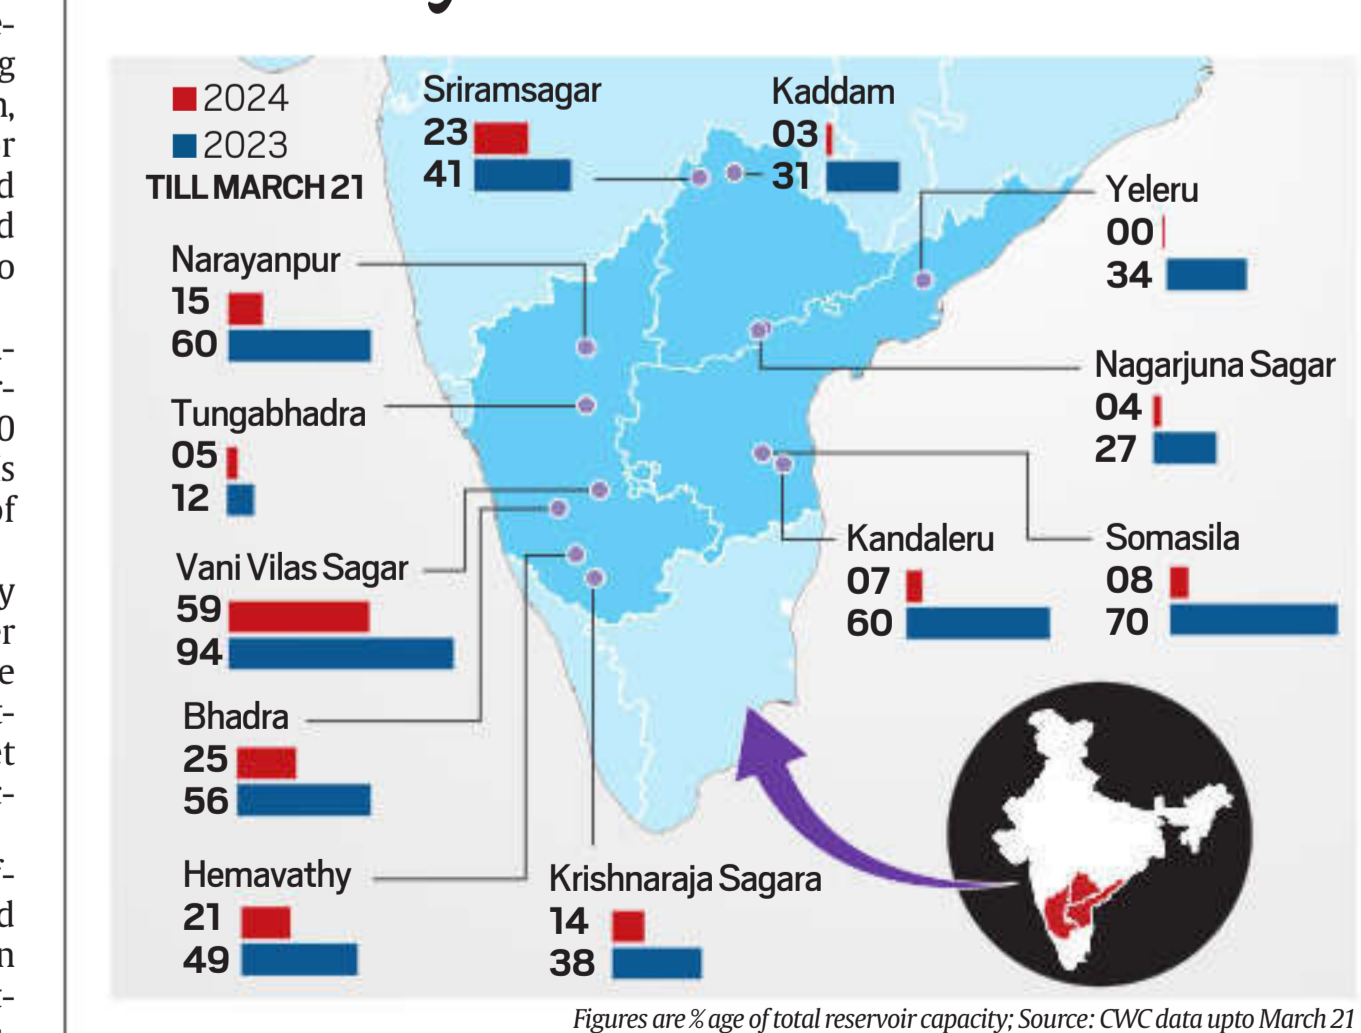 2024
2023
TILL MARCH 21
Sriramsagar
23
41
Kaddam
03
31
Yeleru
00
34
Narayanpur
15
60
Nagarjuna Sagar
04
27
Tungabhadra
05
12
Kandaleru
07
60
Somasila
08
70
Vani Vilas Sagar
59
94
Bhadra
25
56
Hemavathy
21
49
Krishnaraja Sagara
14
38
Figures are % age of total reservoir capacity; Source: CWC data upto March 21